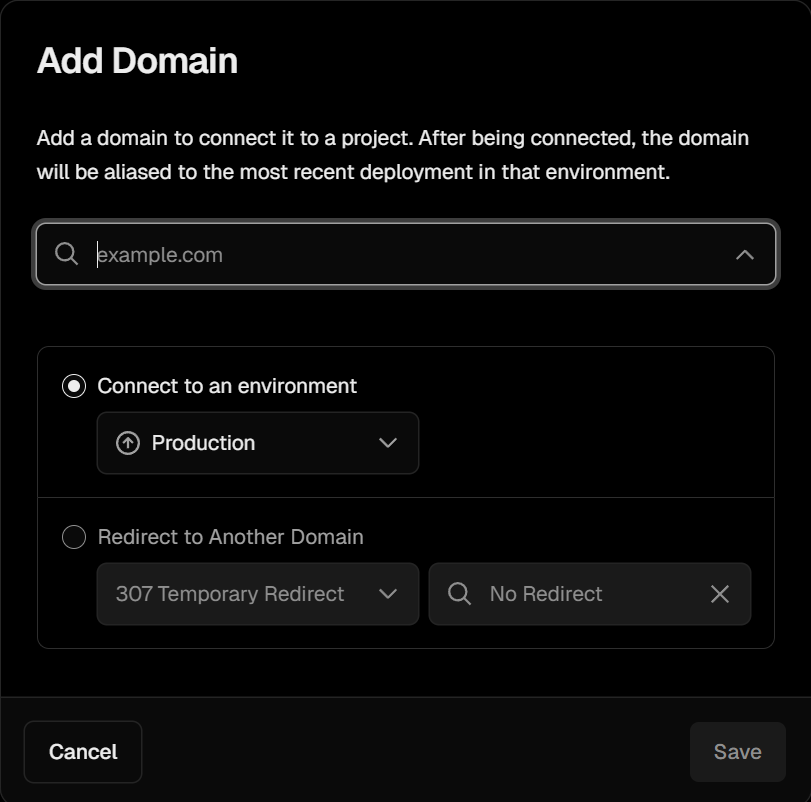 Add Domain
Add a domain to connect it to a project. After being connected, the domain
will be aliased to the most recent deployment in that environment.
example.com
Connect to an environment
Production
Redirect to Another Domain
307 Temporary Redirect
No Redirect
Cancel
Save